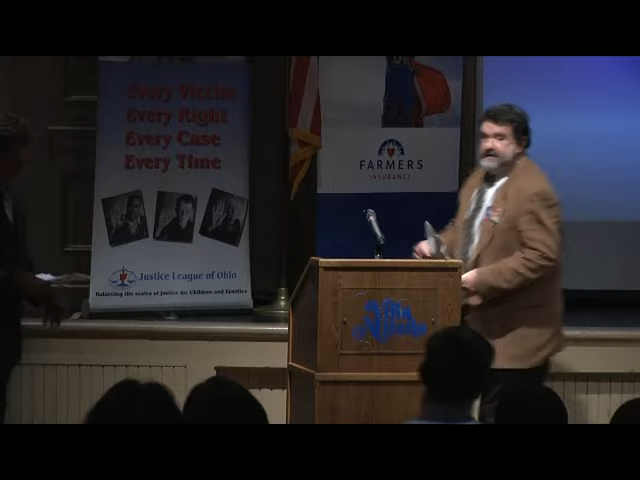 Every Victim
Every Right
Every Case
Every Time
Justice League of Ohio
Balancing the scales of Justice for Children and Families
FARMERS
INSURANCE
Villa